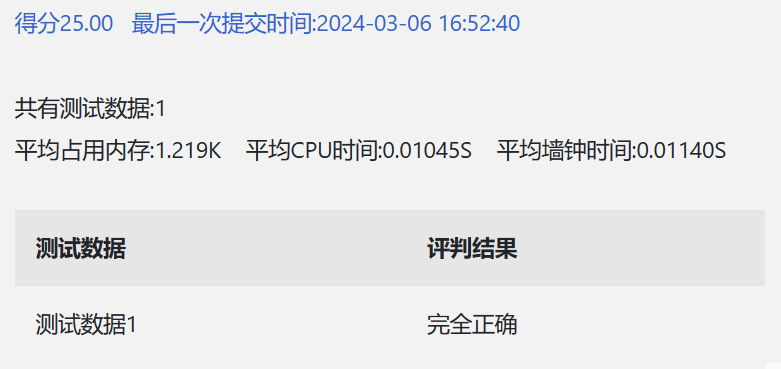 得分25.00 最后一次提交时间:2024-03-06 16:52:40
共有测试数据:1
平均占用内存:1.219K 平均CPU时间:0.01045S 平均墙钟时间:0.01140S
测试数据 评判结果
测试数据1 完全正确